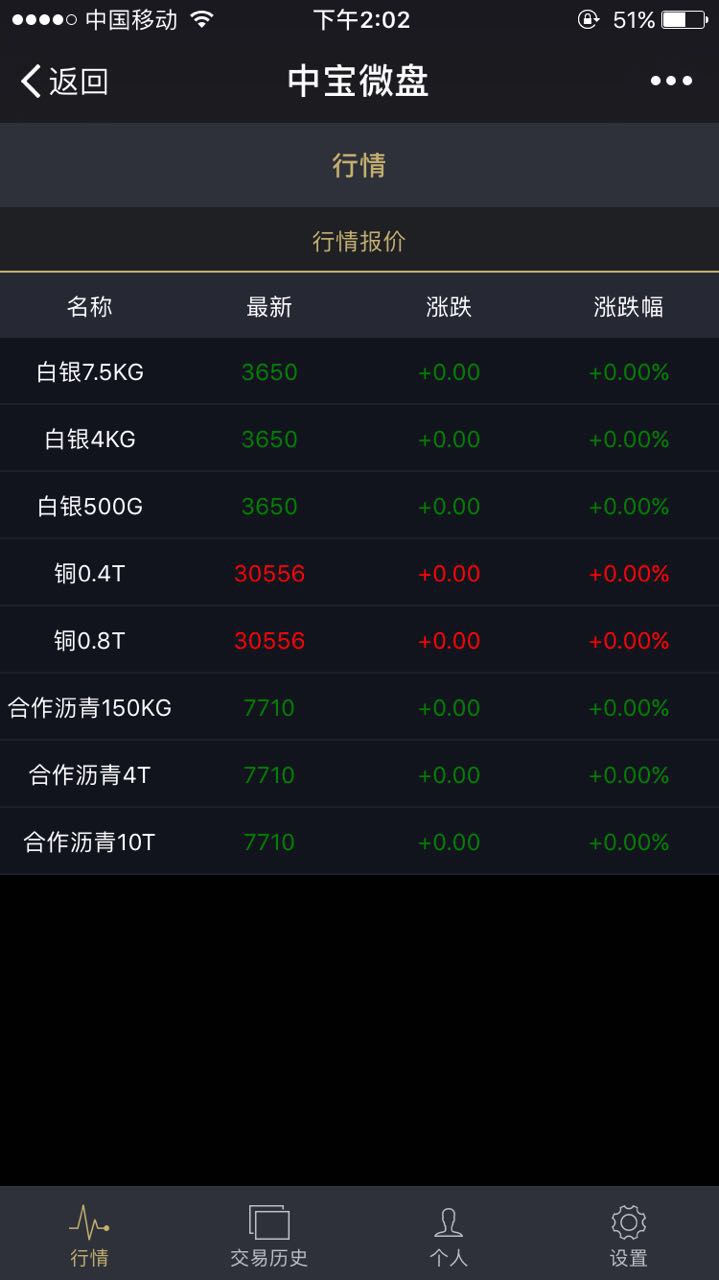 中国移动 下午2:02 51%
返回 中宝微盘
行情
行情报价
名称 最新 涨跌 涨跌幅
白银7.5KG 3650 +0.00 +0.00%
白银4KG 3650 +0.00 +0.00%
白银500G 3650 +0.00 +0.00%
铜0.4T 30556 +0.00 +0.00%
铜0.8T 30556 +0.00 +0.00%
合作沥青150KG 7710 +0.00 +0.00%
合作沥青4T 7710 +0.00 +0.00%
合作沥青10T 7710 +0.00 +0.00%
行情 交易历史 个人 设置